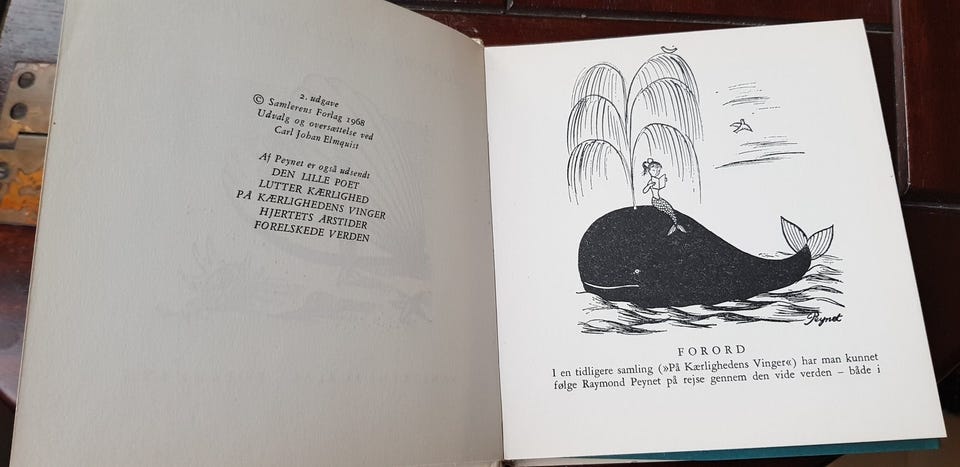 2. udgave
© Samlerens Forlag 1968
Udvalg og oversættelse ved
Carl Johan Elmquist
Af Peynet er også udsendt
DEN LILLE POET
LUTTER KÆRLIGHED
PÅ KÆRLIGHEDENS VINGER
HJERTETS ÅRSTIDER
FORELSKEDE VERDEN
Peynet
FORORD
I en tidligere samling (»På Kærlighedens Vinger«) har man kunnet
følge Raymond Peynet på rejse gennem den vide verden – både i